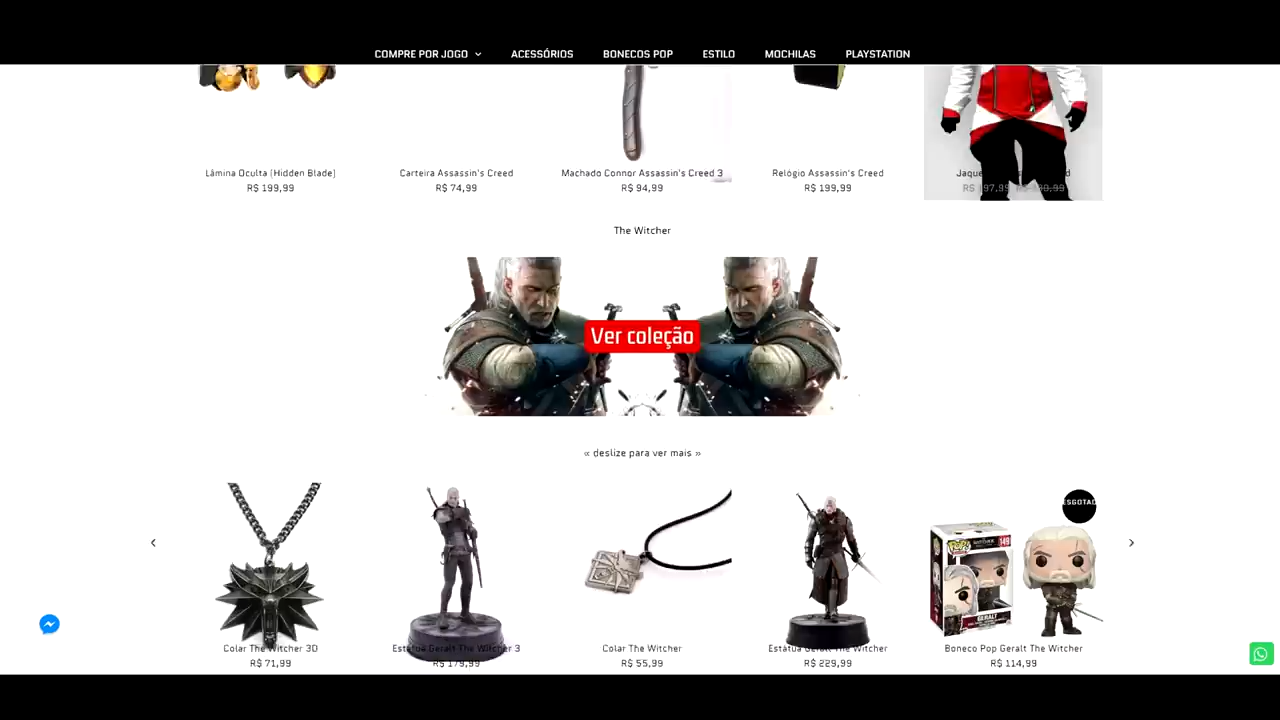 COMPRE POR JOGO ACESSÓRIOS BONECOS POP ESTILO MOCHILAS PLAYSTATION
Lâmina Oculta (Hidden Blade) Carteira Assassin's Creed Machado Connor Assassin's Creed 3 Relógio Assassin's Creed
R$ 199,99 R$ 74,99 R$ 94,99 R$ 199,99
The Witcher
Ver coleção
« deslize para ver mais »
ESGOTAD
149
GERALT
Colar The Witcher 3D Estátua Geralt The Witcher 3 Colar The Witcher Estátua Geralt The Witcher Boneco Pop Geralt The Witcher
R$ 71,99 R$ 179,99 R$ 55,99 R$ 229,99 R$ 114,99